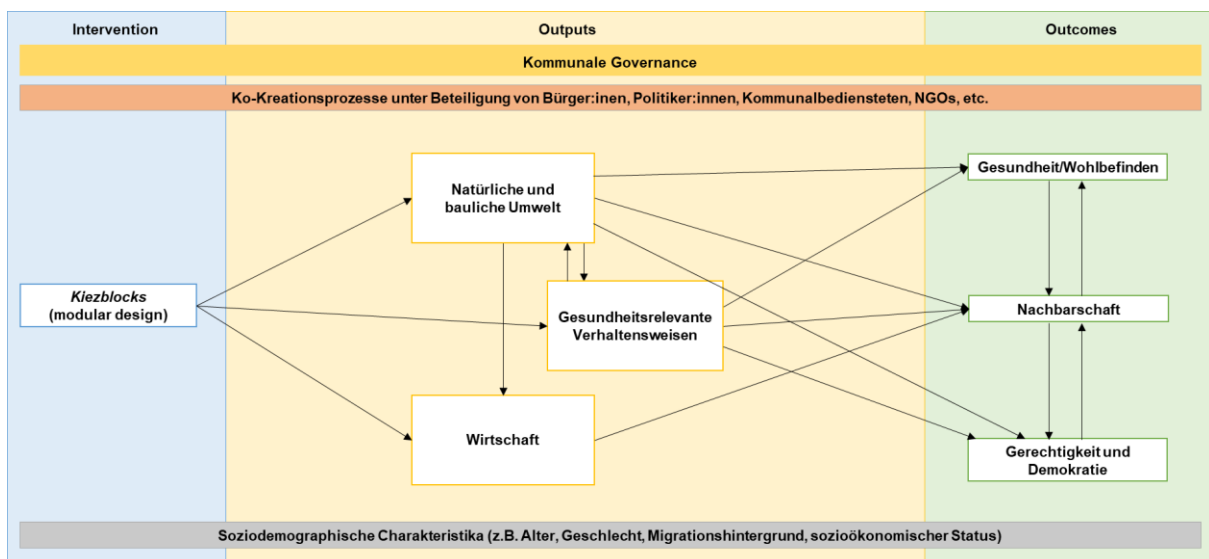 Intervention
Outputs
Outcomes
Kommunale Governance
Ko-Kreationsprozesse unter Beteiligung von Bürger:inen, Politiker:innen, Kommunalbediensteten, NGOs, etc.
Natürliche und
bauliche Umwelt
Gesundheit/Wohlbefinden
Kiezblocks
(modular design)
Gesundheitsrelevante
Verhaltensweisen
Nachbarschaft
Wirtschaft
Gerechtigkeit und
Demokratie
Soziodemographische Charakteristika (z.B. Alter, Geschlecht, Migrationshintergrund, sozioökonomischer Status)